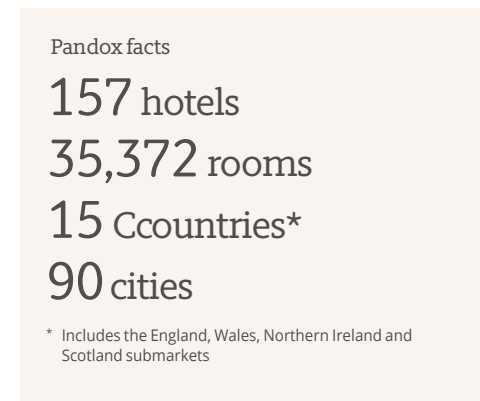 Pandox facts
157 hotels
35,372 rooms
15 Ccountries*
90 cities
* Includes the England, Wales, Northern Ireland and
Scotland submarkets